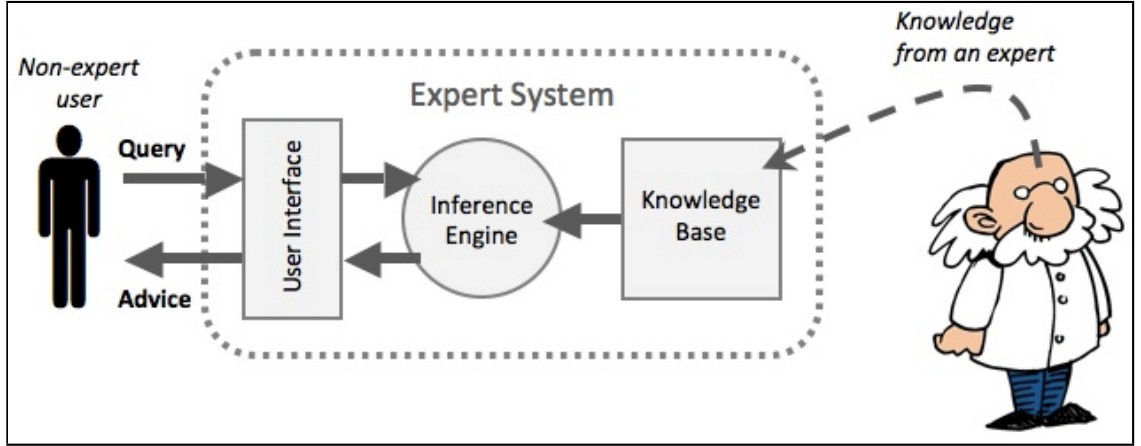 Non-expert
user
Query
Advice
Expert System
User Interface
Inference
Engine
Knowledge
Base
Knowledge
from an expert